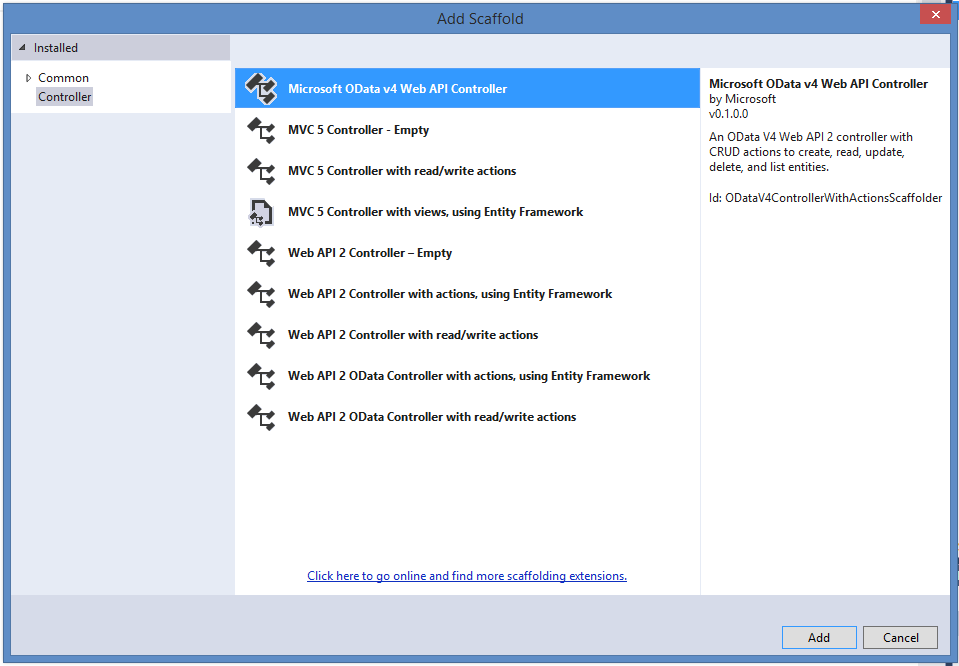 Add Scaffold
Installed
Common
Controller
Microsoft OData v4 Web API Controller
MVC 5 Controller - Empty
MVC 5 Controller with read/write actions
MVC 5 Controller with views, using Entity Framework
Web API 2 Controller – Empty
Web API 2 Controller with actions, using Entity Framework
Web API 2 Controller with read/write actions
Web API 2 OData Controller with actions, using Entity Framework
Web API 2 OData Controller with read/write actions
Click here to go online and find more scaffolding extensions.
Microsoft OData v4 Web API Controller
by Microsoft
v0.1.0.0
An OData V4 Web API 2 controller with
CRUD actions to create, read, update,
delete, and list entities.
Id: ODataV4ControllerWithActionsScaffolder
Add
Cancel